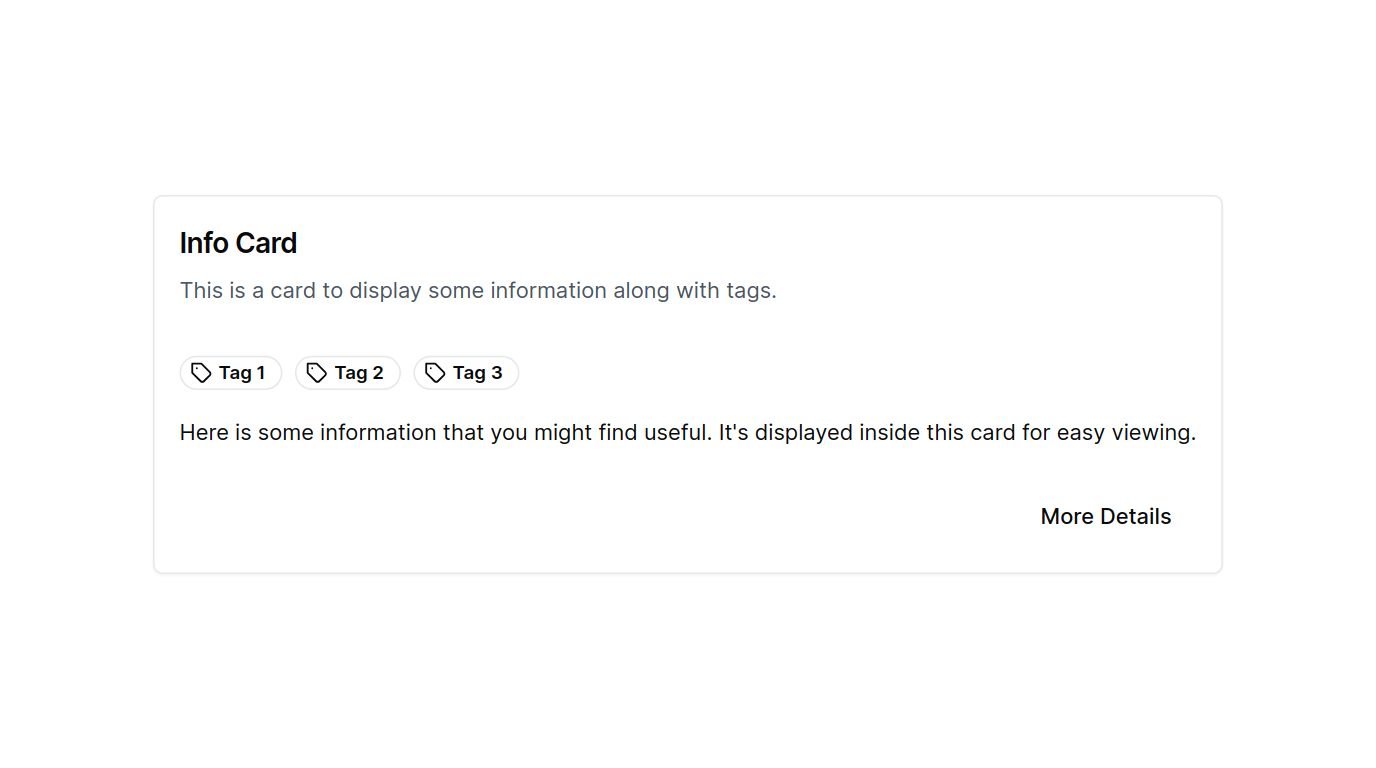 Info Card
This is a card to display some information along with tags.
Tag 1 Tag 2 Tag 3
Here is some information that you might find useful. It's displayed inside this card for easy viewing.
More Details